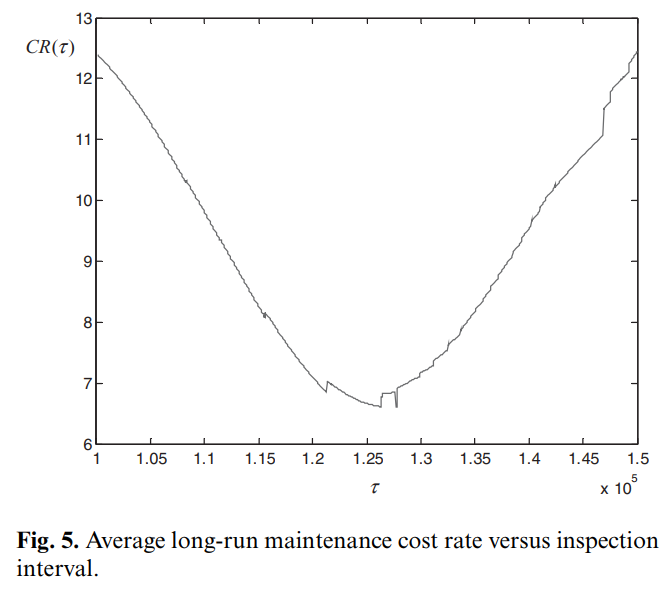 13
CR(τ)
12
11
10
9
8
7
6
1 1.05 1.1 1.15 1.2 1.25 1.3 1.35 1.4 1.45 1.5
τ
x 10^5
Fig. 5. Average long-run maintenance cost rate versus inspection
interval.